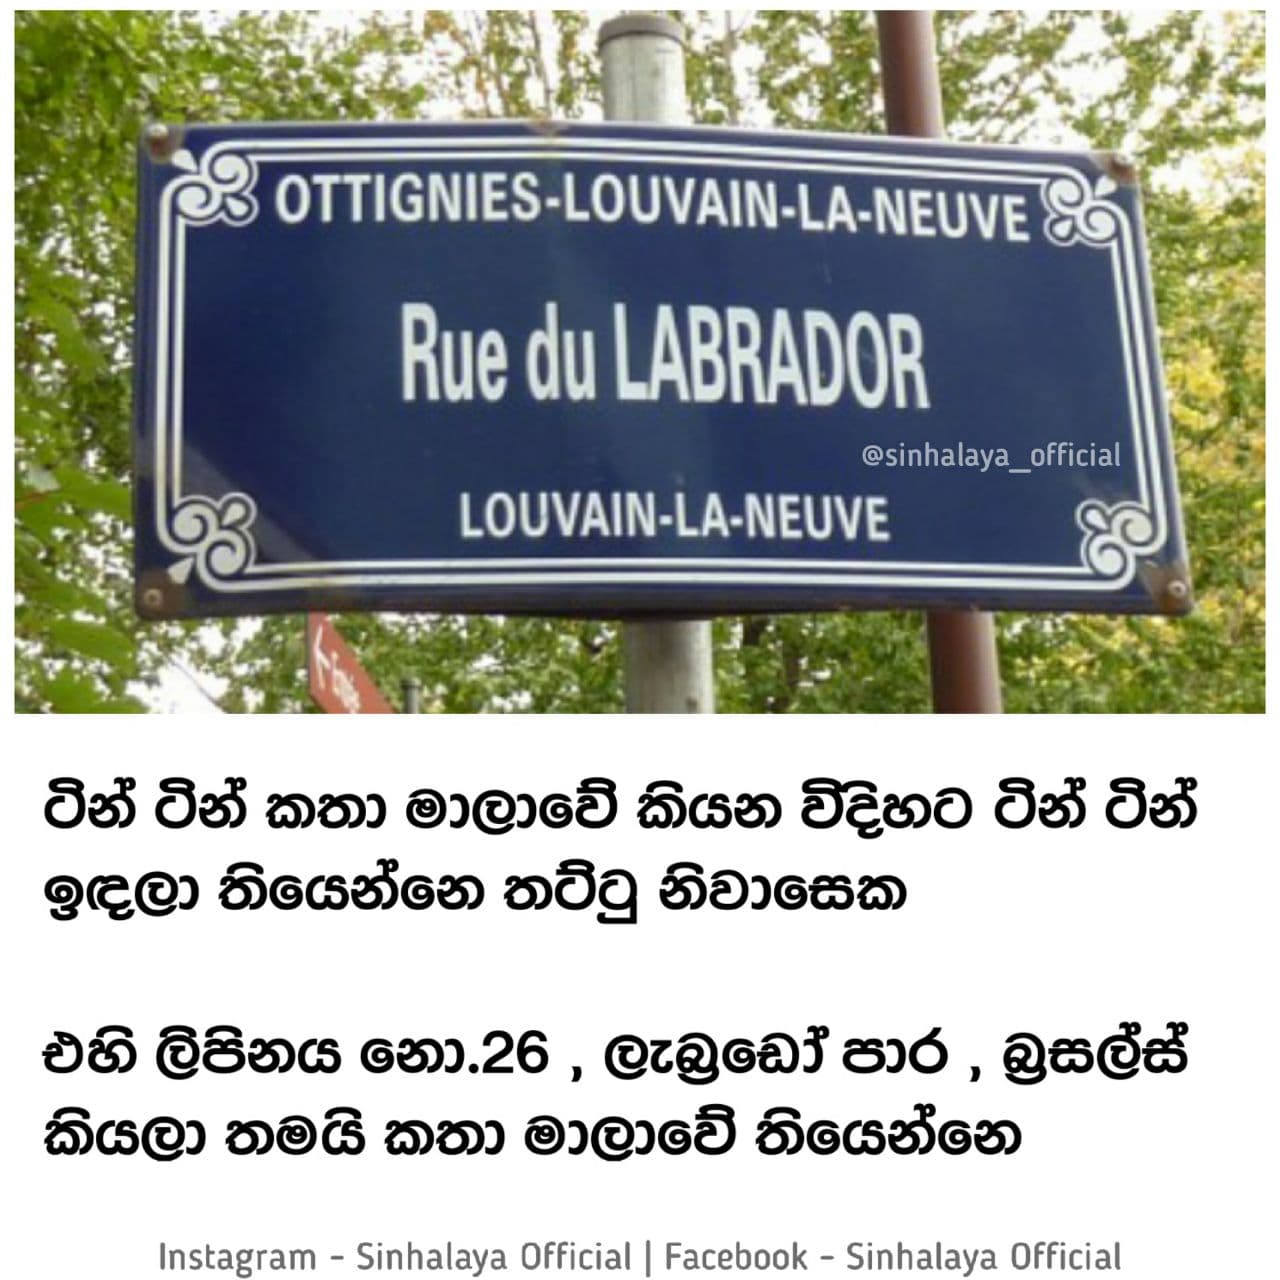 OTTIGNIES-LOUVAIN-LA-NEUVE
Rue du LABRADOR
@sinhalaya_official
LOUVAIN-LA-NEUVE
ටින් ටින් කතා මාලාවේ කියන විදිහට ටින් ටින්
ඉඳලා තියෙන්නෙ තට්ටු නිවාසෙක
එහි ලිපිනය නො.26 , ලැබ්‍රඩෝ පාර , බ්‍රසල්ස්
කියලා තමයි කතා මාලාවේ තියෙන්නෙ
Instagram - Sinhalaya Official | Facebook - Sinhalaya Official